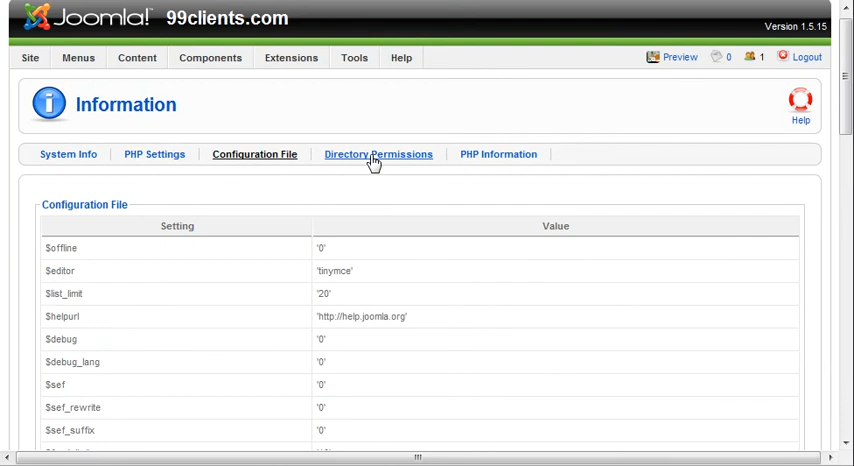 Joomla! 99clients.com
Version 1.5.15
Site Menus Content Components Extensions Tools Help Preview 0 1 Logout
Information
Help
System Info PHP Settings Configuration File Directory Permissions PHP Information
Configuration File
Setting Value
$offline '0'
$editor 'tinymce'
$list_limit '20'
$helpurl 'http://help.joomla.org'
$debug '0'
$debug_lang '0'
$sef '0'
$sef_rewrite '0'
$sef_suffix '0'